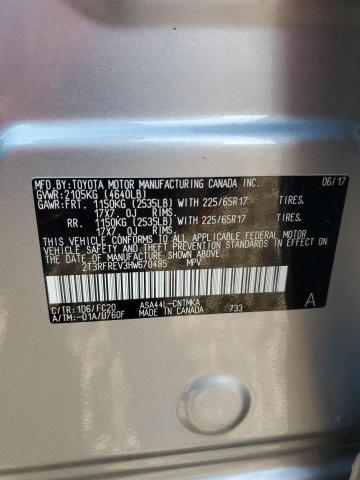 MFD.BY:TOYOTA MOTOR MANUFACTURING CANADA INC. 06/17
GVWR:2105KG (4640LB)
GAWR:FRT. 1150KG (2535LB) WITH 225/65R17 TIRES.
17X7.0J RIMS.
RR. 1150KG (2535LB) WITH 225/65R17 TIRES.
17X7.0J RIMS.
THIS VEHICLE CONFORMS TO ALL APPLICABLE FEDERAL MOTOR
VEHICLE SAFETY, BUMPER, AND THEFT PREVENTION STANDARDS
IN EFFECT ON THE DATE OF MANUFACTURE SHOWN ABOVE.
2T3RFREV3HW670485 MPV
A
C/TR:1D6/FC20 ASA44L-CNTMKA
A/TM:-01A/U760F MADE IN CANADA 733